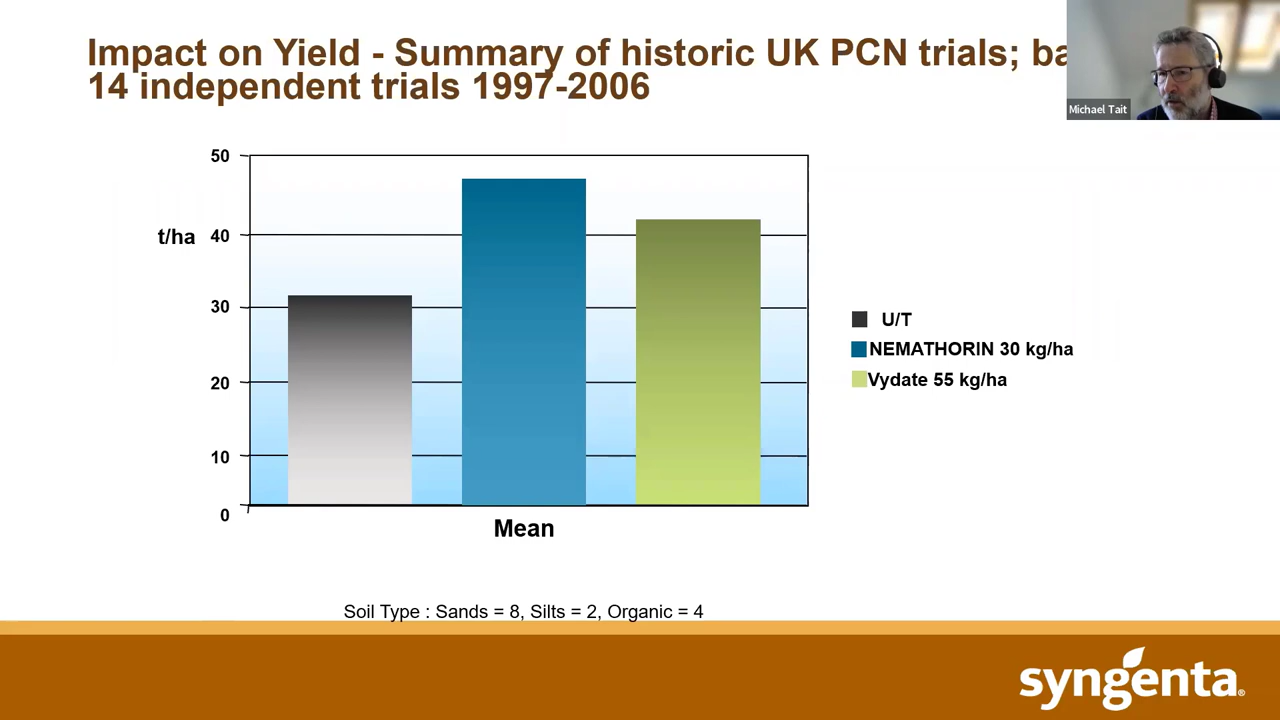 Impact on Yield - Summary of historic UK PCN trials; ba
14 independent trials 1997-2006
Michael Tait
50
t/ha 40
30
20
10
0
U/T
NEMATHORIN 30 kg/ha
Vydate 55 kg/ha
Mean
Soil Type : Sands = 8, Silts = 2, Organic = 4
syngenta®